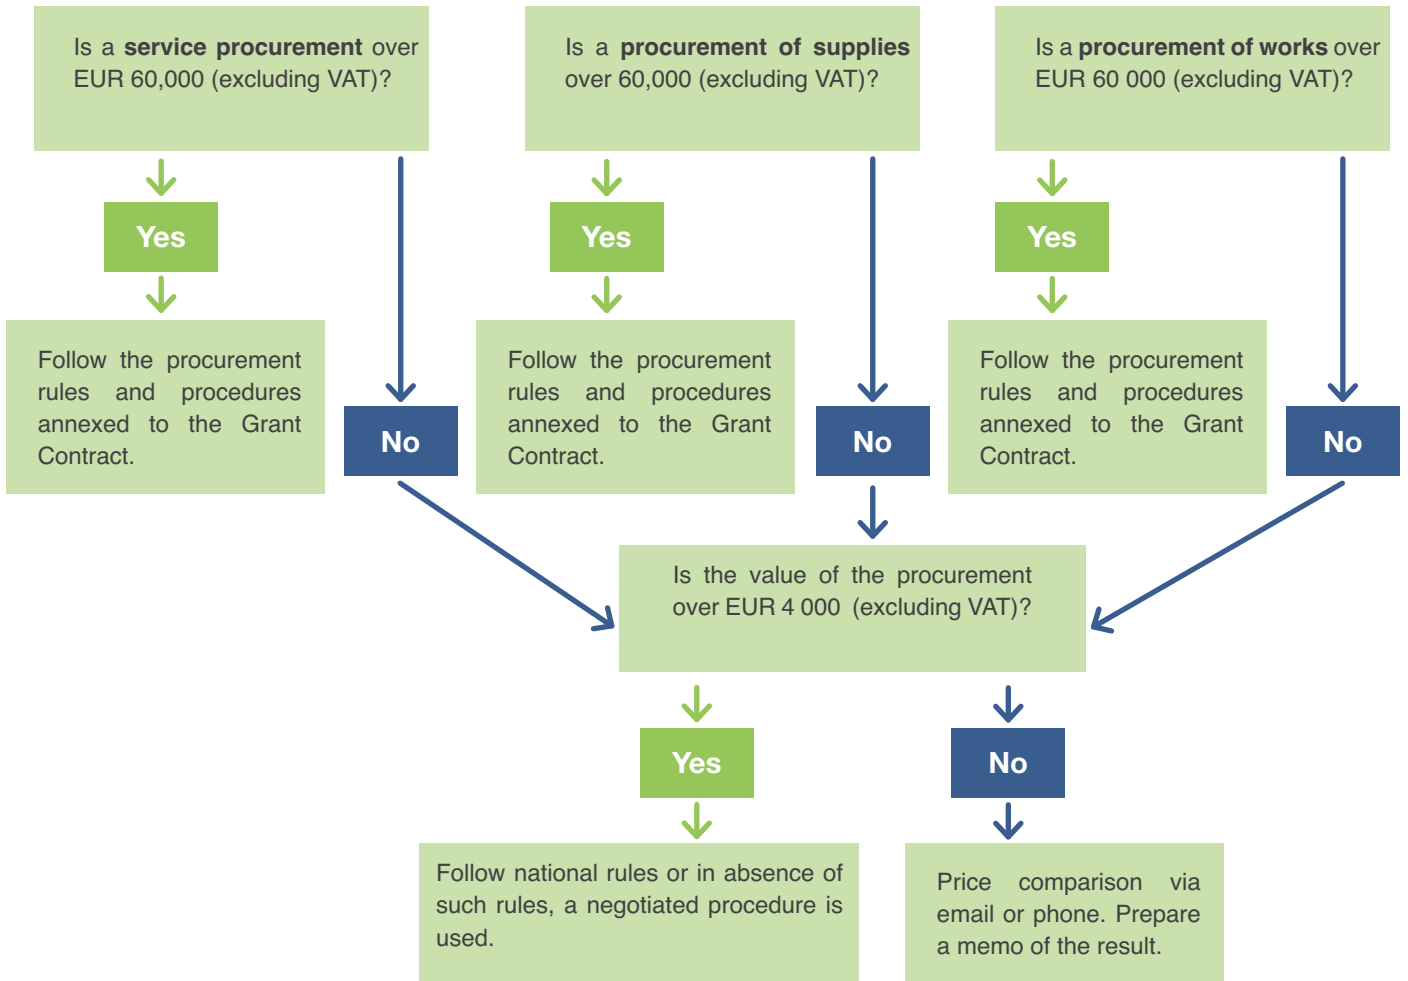 Is a service procurement over
EUR 60,000 (excluding VAT)?
Is a procurement of supplies
over 60,000 (excluding VAT)?
Is a procurement of works over
EUR 60 000 (excluding VAT)?
Yes
Yes
Yes
Follow the procurement
rules and procedures
annexed to the Grant
Contract.
No
Follow the procurement
rules and procedures
annexed to the Grant
Contract.
No
Follow the procurement
rules and procedures
annexed to the Grant
Contract.
No
Is the value of the procurement
over EUR 4 000 (excluding VAT)?
Yes
No
Follow national rules or in absence of
such rules, a negotiated procedure is
used.
Price comparison via
email or phone. Prepare
a memo of the result.